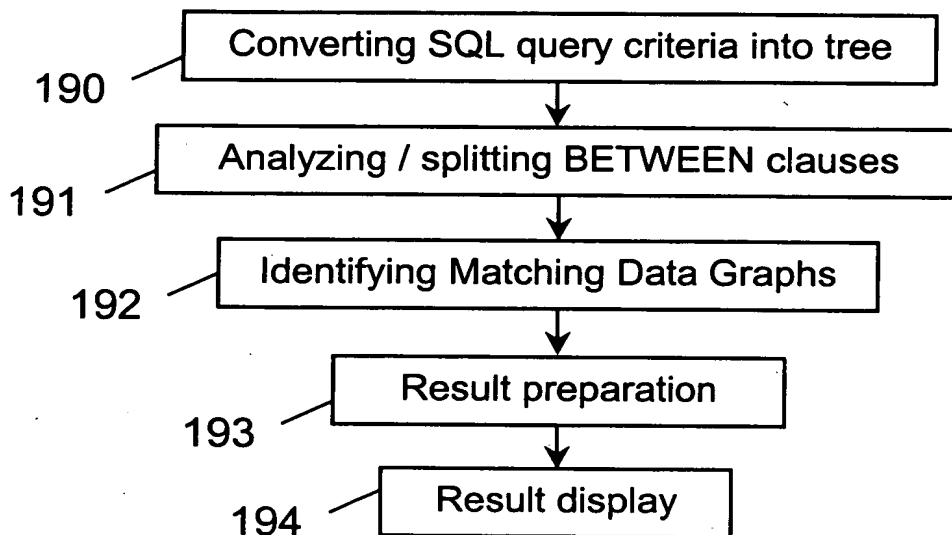 Converting SQL query criteria into tree
190
Analyzing / splitting BETWEEN clauses
191
Identifying Matching Data Graphs
192
Result preparation
193
Result display
194